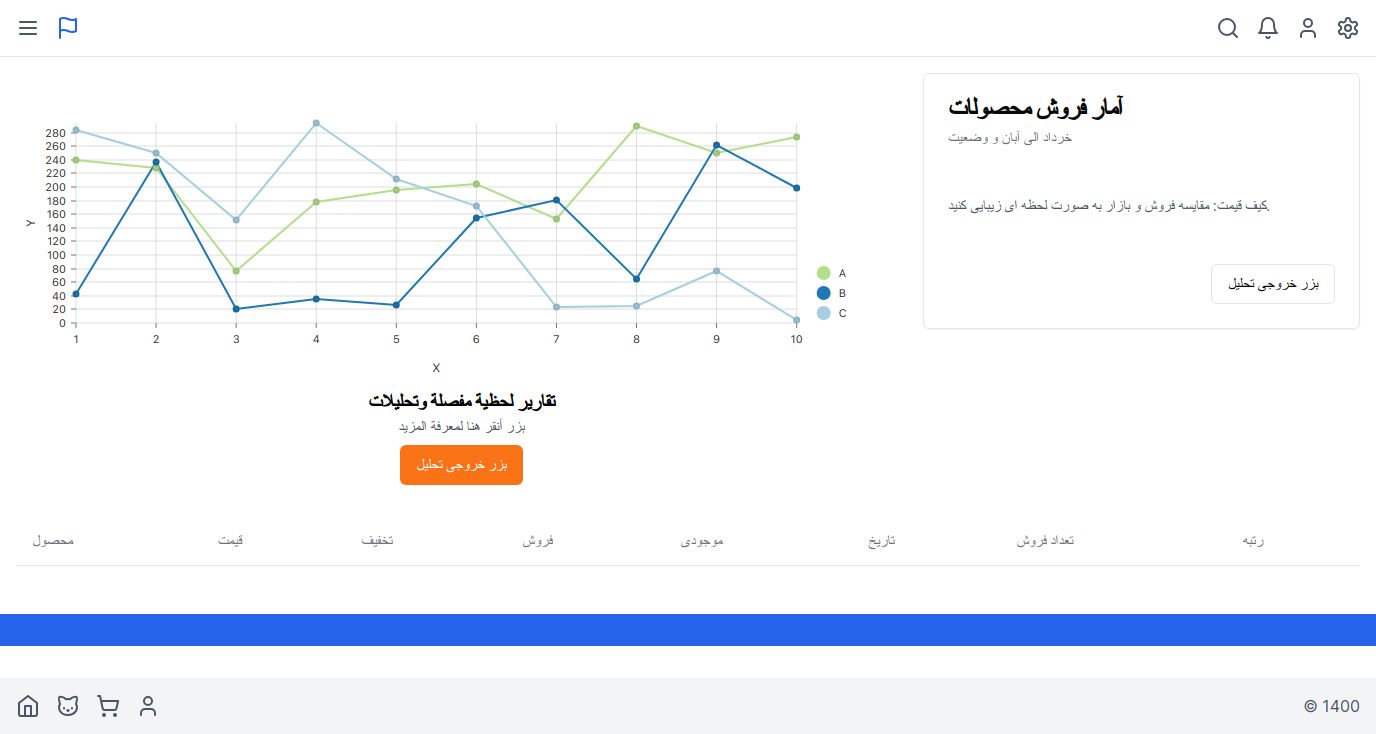 آمار فروش محصولات
خرداد الی آبان و وضعیت
کیف قیمت: مقایسه فروش و بازار به صورت لحظه ای زیبایی کنید.
بزر خروجی تحلیل
280
260
240
220
200
180
160
140
120
100
80
60
40
20
0
Y
1 2 3 4 5 6 7 8 9 10
X
A
B
C
تقارير لحظية مفصلة وتحليلات
بزر أنقر هنا لمعرفة المزيد
بزر خروجی تحلیل
محصول قیمت تخفیف فروش موجودی تاریخ تعداد فروش رتبه
© 1400